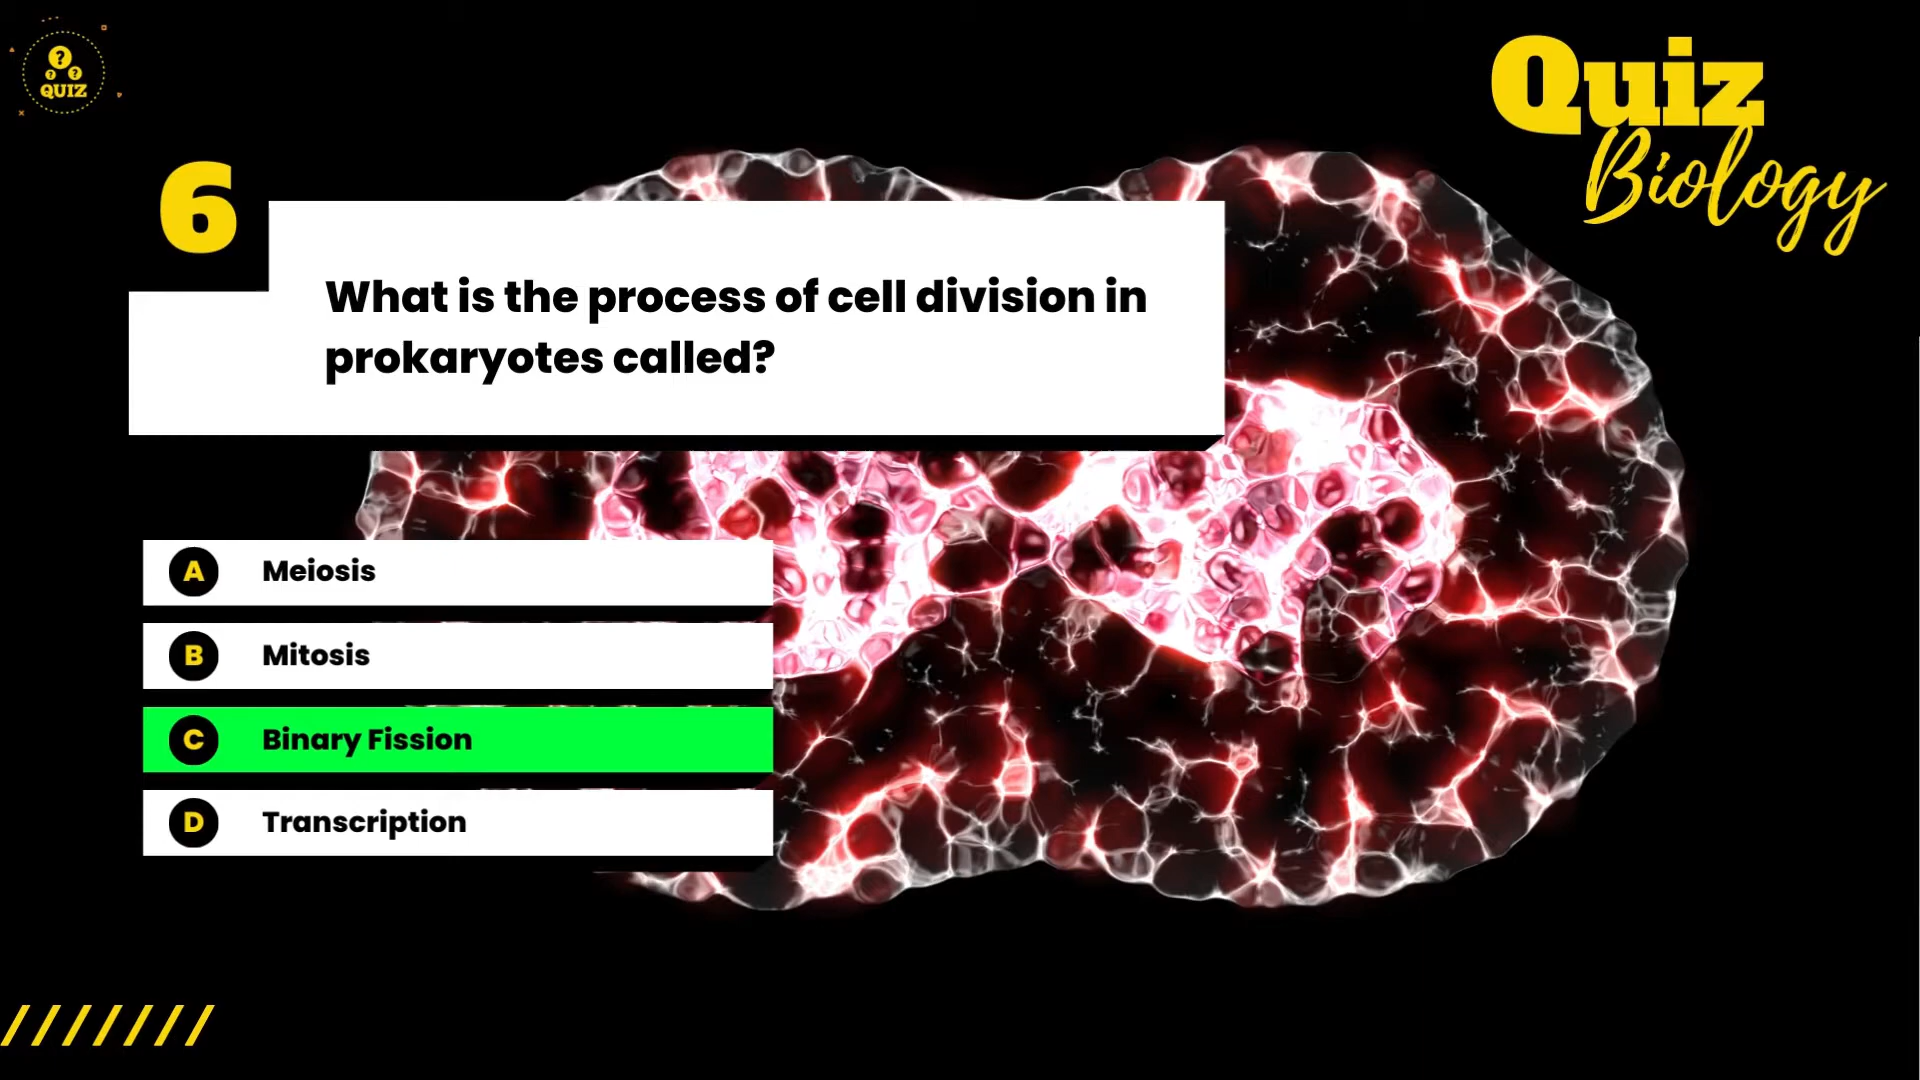 ? ? ?
QUIZ
Quiz
Biology
6
What is the process of cell division in
prokaryotes called?
A Meiosis
B Mitosis
C Binary Fission
D Transcription